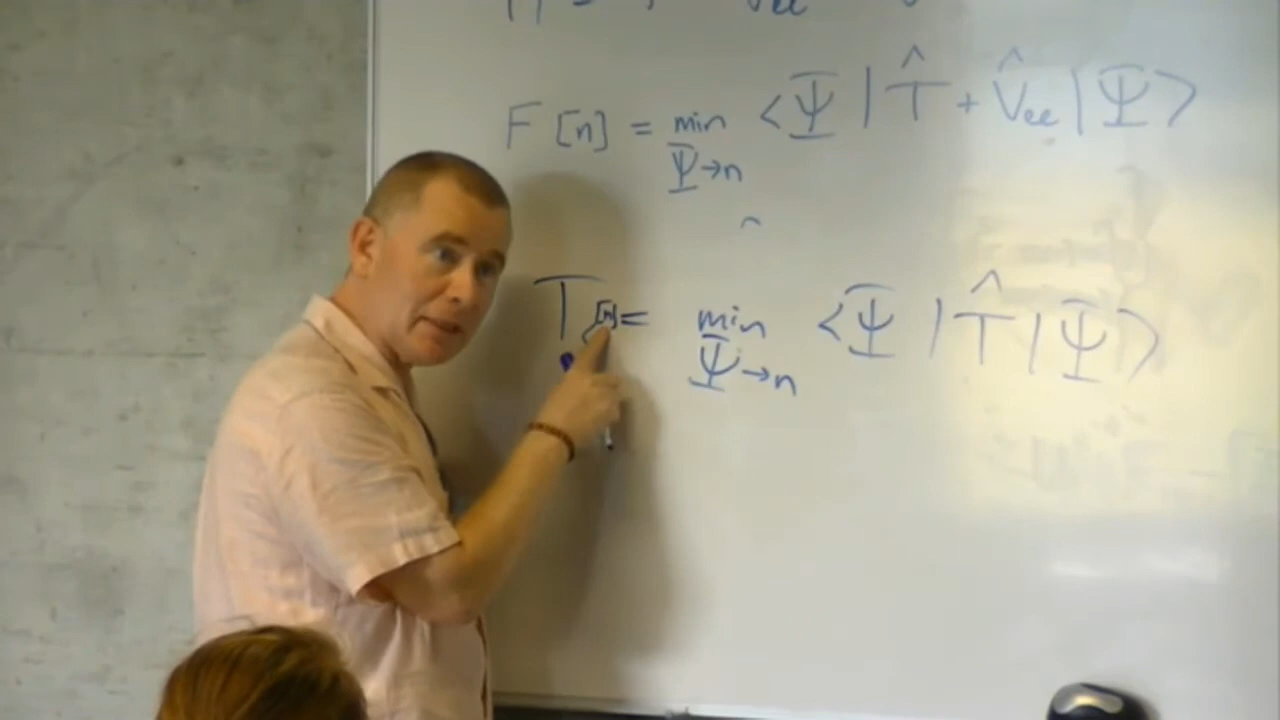 F [n] = min ⟨Ψ | T̂ + V̂ee | Ψ⟩
Ψ→n
^
T [n] = min ⟨Ψ | T̂ | Ψ⟩
Ψ→n